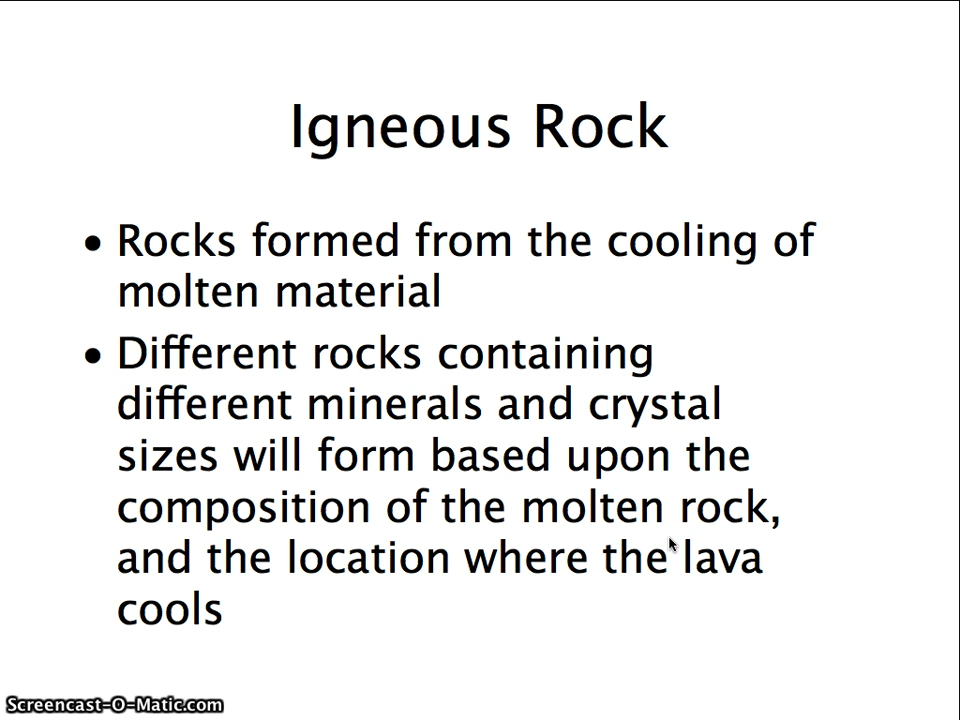 Igneous Rock
• Rocks formed from the cooling of
molten material
• Different rocks containing
different minerals and crystal
sizes will form based upon the
composition of the molten rock,
and the location where the lava
cools
Screencast-O-Matic.com